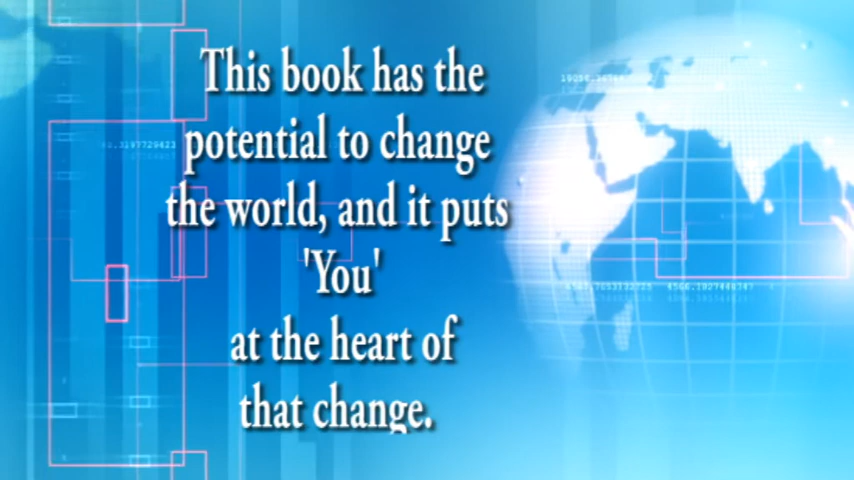 This book has the
potential to change
the world, and it puts
'You'
at the heart of
that change.